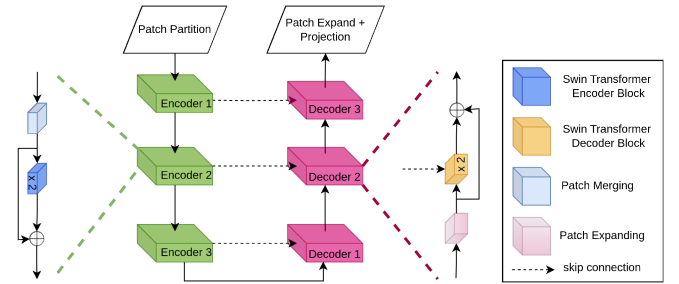 Patch Partition
Patch Expand +
Projection
Encoder 1
Decoder 3
Encoder 2
Decoder 2
Encoder 3
Decoder 1
x 2
x 2
Swin Transformer
Encoder Block
Swin Transformer
Decoder Block
Patch Merging
Patch Expanding
skip connection